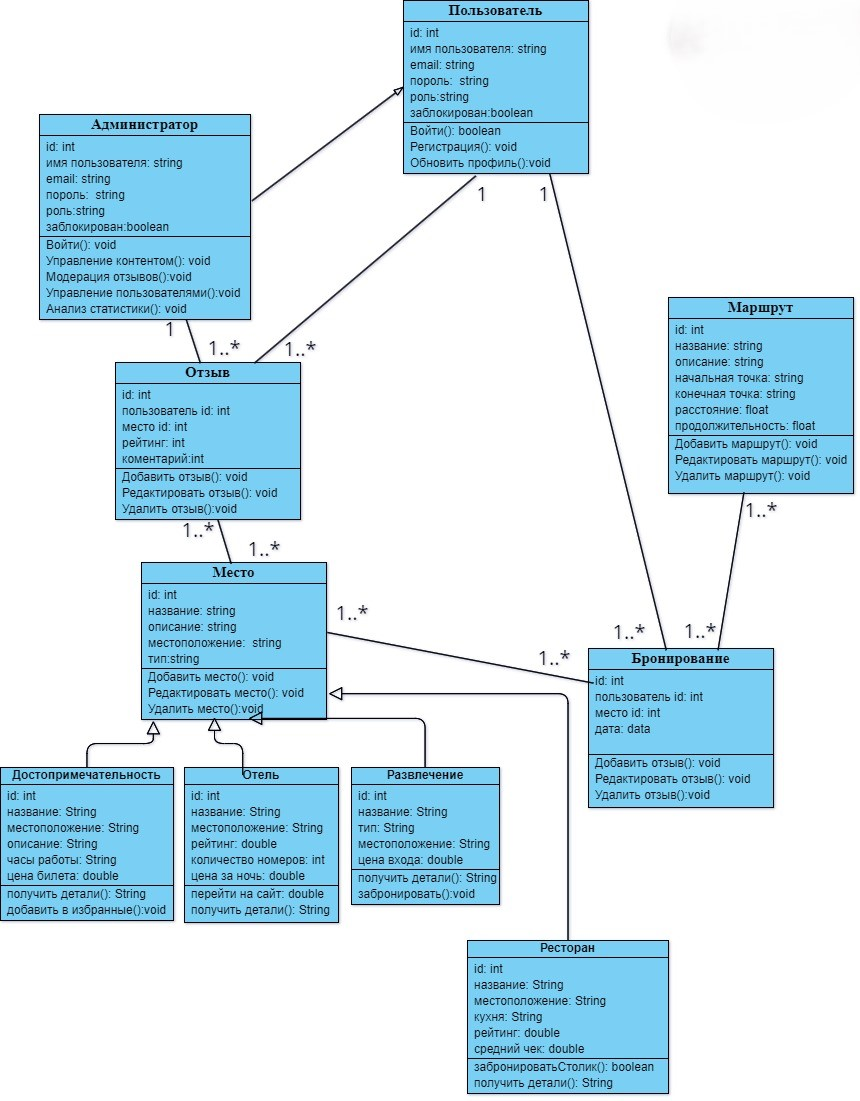 Пользователь
id: int
имя пользователя: string
email: string
пороль:  string
роль:string
заблокирован:boolean
Войти(): boolean
Регистрация(): void
Обновить профиль():void
1
1
Администратор
id: int
имя пользователя: string
email: string
пороль:  string
роль:string
заблокирован:boolean
Войти(): void
Управление контентом(): void
Модерация отзывов():void
Управление пользователями():void
Анализ статистики(): void
1
1..*
1..*
Маршрут
id: int
название: string
описание: string
начальная точка: string
конечная точка: string
расстояние: float
продолжительность: float
Добавить маршрут(): void
Редактировать маршрут(): void
Удалить маршрут(): void
1..*
Отзыв
id: int
пользователь id: int
место id: int
рейтинг: int
коментарий:int
Добавить отзыв(): void
Редактировать отзыв(): void
Удалить отзыв():void
1..*
1..*
Место
id: int
название: string
описание: string
местоположение:  string
тип:string
Добавить место(): void
Редактировать место(): void
Удалить место():void
1..*
1..*
1..*
1..*
Бронирование
id: int
пользователь id: int
место id: int
дата: data
Добавить отзыв(): void
Редактировать отзыв(): void
Удалить отзыв():void
Достопримечательность
id: int
название: String
местоположение: String
описание: String
часы работы: String
цена билета: double
получить детали(): String
добавить в избранные():void
Отель
id: int
название: String
местоположение: String
рейтинг: double
количество номеров: int
цена за ночь: double
перейти на сайт: double
получить детали(): String
Развлечение
id: int
название: String
тип: String
местоположение: String
цена входа: double
получить детали(): String
забронировать():void
Ресторан
id: int
название: String
местоположение: String
кухня: String
рейтинг: double
средний чек: double
забронироватьСтолик(): boolean
получить детали(): String